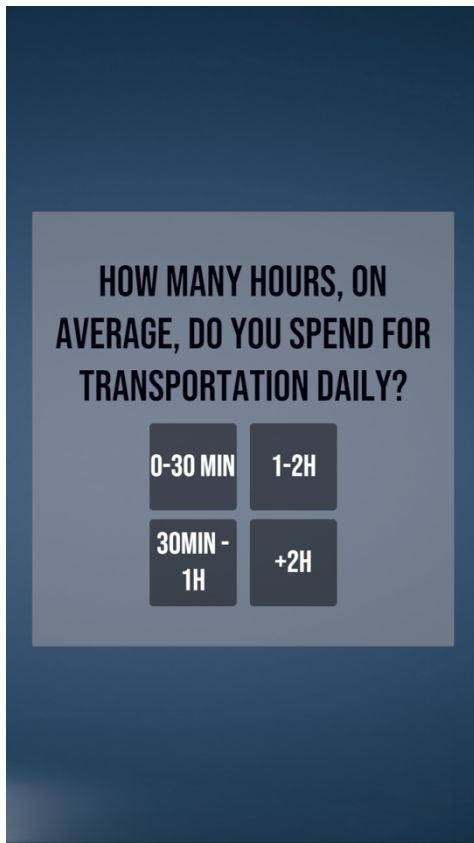 HOW MANY HOURS, ON
AVERAGE, DO YOU SPEND FOR
TRANSPORTATION DAILY?
0-30 MIN
1-2H
30MIN -
1H
+2H